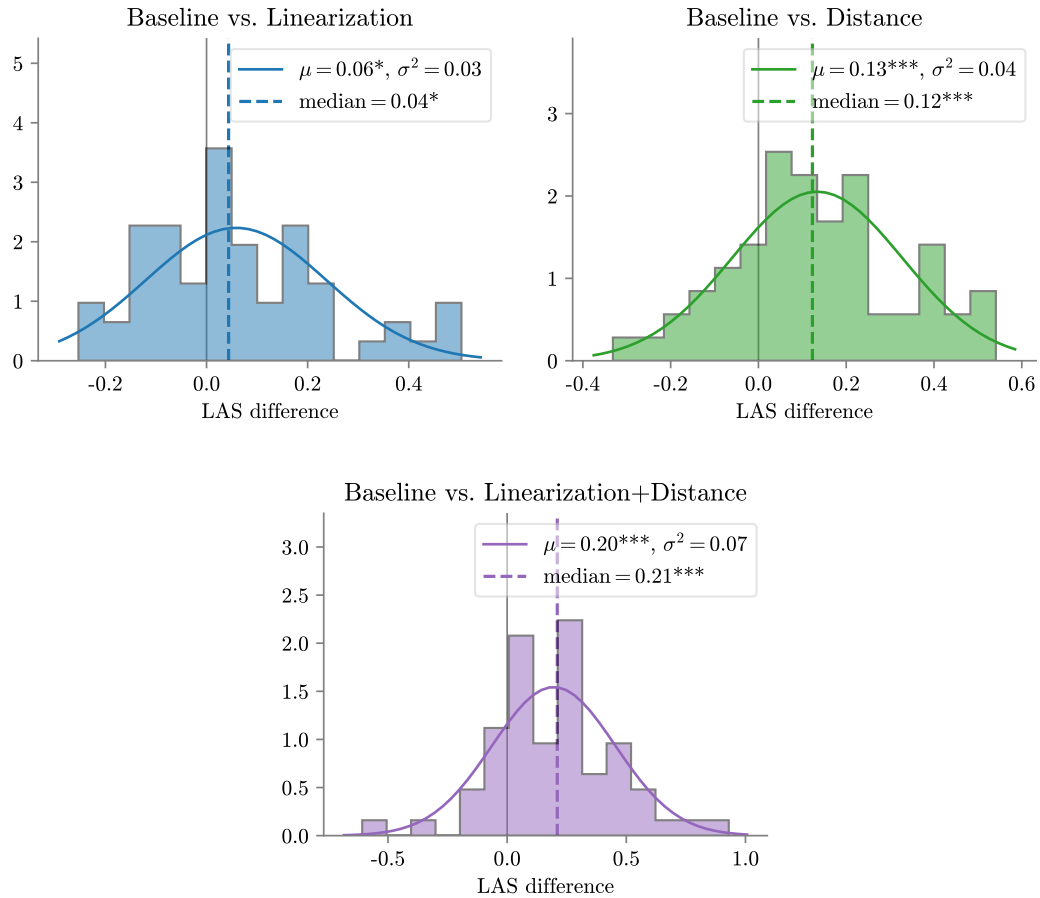 Baseline vs. Linearization
μ = 0.06*, σ² = 0.03
median = 0.04*
5
4
3
2
1
0
-0.2 0.0 0.2 0.4
LAS difference
Baseline vs. Distance
μ = 0.13***, σ² = 0.04
median = 0.12***
3
2
1
0
-0.4 -0.2 0.0 0.2 0.4 0.6
LAS difference
Baseline vs. Linearization+Distance
μ = 0.20***, σ² = 0.07
median = 0.21***
3.0
2.5
2.0
1.5
1.0
0.5
0.0
-0.5 0.0 0.5 1.0
LAS difference